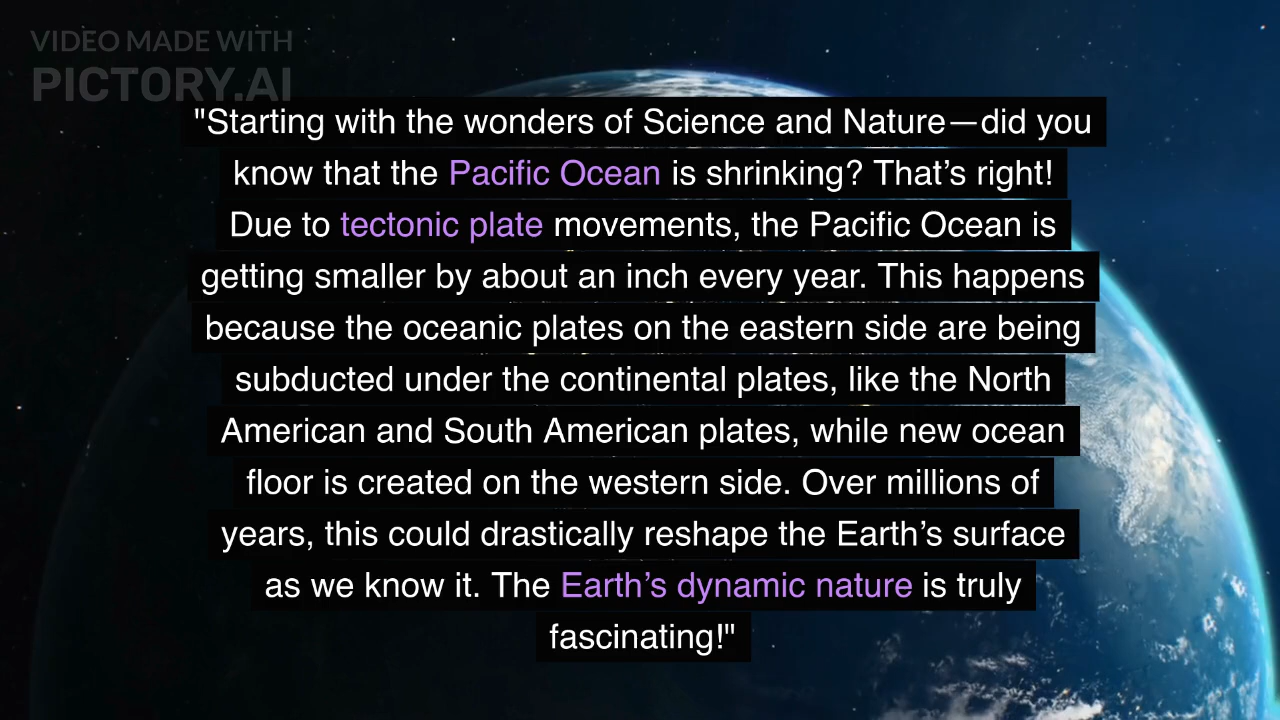 VIDEO MADE WITH
PICTORY.AI
"Starting with the wonders of Science and Nature—did you
know that the Pacific Ocean is shrinking? That’s right!
Due to tectonic plate movements, the Pacific Ocean is
getting smaller by about an inch every year. This happens
because the oceanic plates on the eastern side are being
subducted under the continental plates, like the North
American and South American plates, while new ocean
floor is created on the western side. Over millions of
years, this could drastically reshape the Earth’s surface
as we know it. The Earth’s dynamic nature is truly
fascinating!"